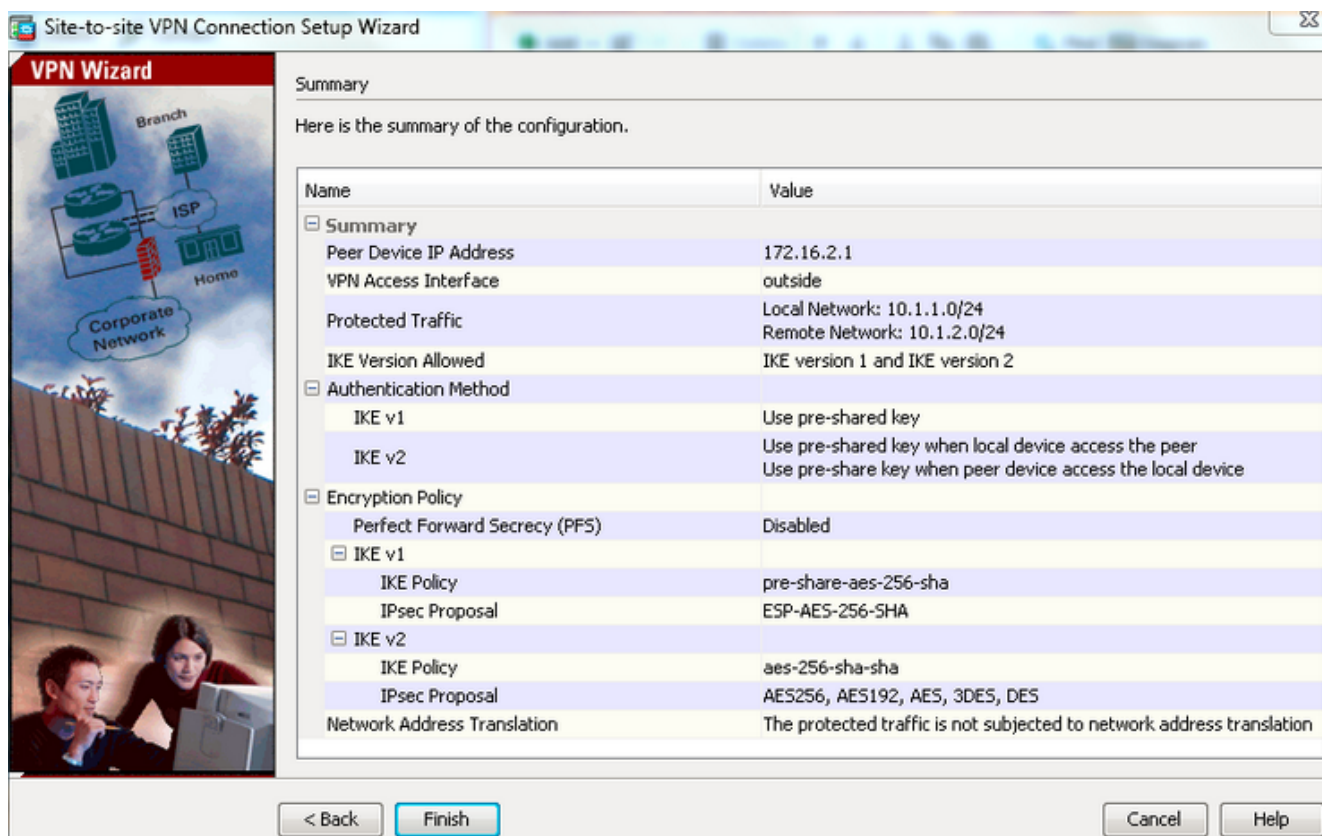 Site-to-site VPN Connection Setup Wizard
VPN Wizard
Branch
ISP
Home
Corporate
Network
Summary
Here is the summary of the configuration.
Name Value
Summary
Peer Device IP Address 172.16.2.1
VPN Access Interface outside
Protected Traffic Local Network: 10.1.1.0/24
Remote Network: 10.1.2.0/24
IKE Version Allowed IKE version 1 and IKE version 2
Authentication Method
IKE v1 Use pre-shared key
IKE v2 Use pre-shared key when local device access the peer
Use pre-share key when peer device access the local device
Encryption Policy
Perfect Forward Secrecy (PFS) Disabled
IKE v1
IKE Policy pre-share-aes-256-sha
IPsec Proposal ESP-AES-256-SHA
IKE v2
IKE Policy aes-256-sha-sha
IPsec Proposal AES256, AES192, AES, 3DES, DES
Network Address Translation The protected traffic is not subjected to network address translation
< Back
Finish
Cancel
Help